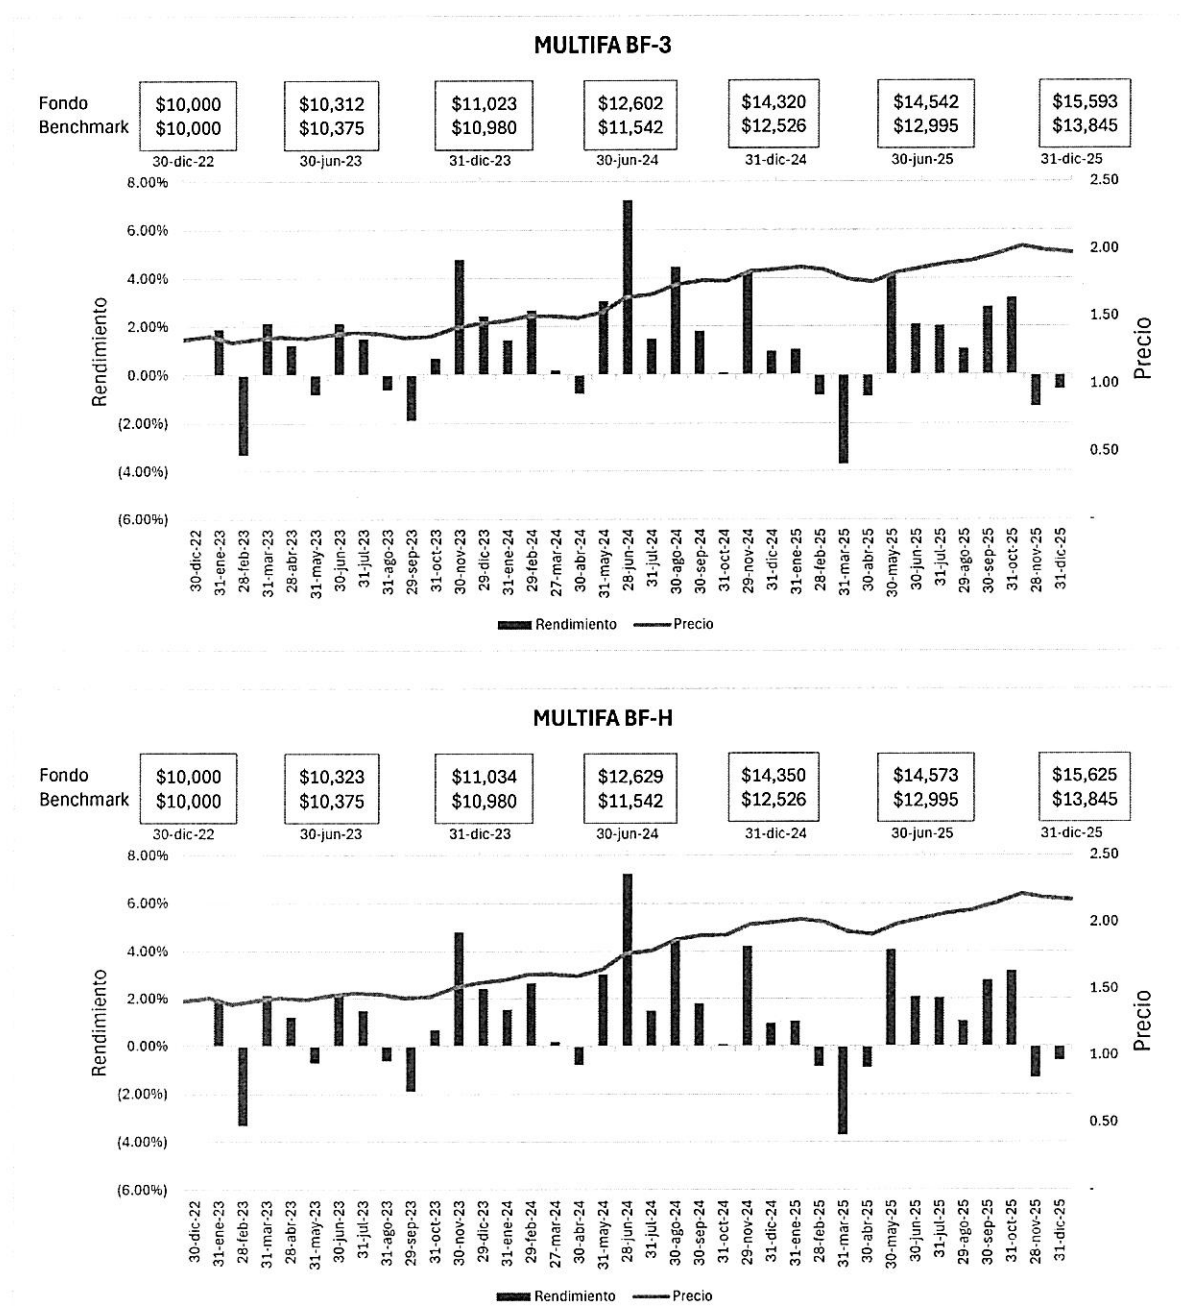 MULTIFA BF-3
Fondo $10,000 $10,312 $11,023 $12,602 $14,320 $14,542 $15,593
Benchmark $10,000 $10,375 $10,980 $11,542 $12,526 $12,995 $13,845
30-dic-22 30-jun-23 31-dic-23 30-jun-24 31-dic-24 30-jun-25 31-dic-25
8.00% 2.50
6.00% 2.00
4.00%
2.00% 1.50
0.00% 1.00
(2.00%)
0.50
(4.00%)
(6.00%) -
Rendimiento
Precio
30-dic-22 31-ene-23 28-feb-23 31-mar-23 28-abr-23 31-may-23 30-jun-23 31-jul-23 31-ago-23 29-sep-23 31-oct-23 30-nov-23 29-dic-23 31-ene-24 29-feb-24 27-mar-24 30-abr-24 31-may-24 28-jun-24 31-jul-24 30-ago-24 30-sep-24 31-oct-24 29-nov-24 31-dic-24 31-ene-25 28-feb-25 31-mar-25 30-abr-25 30-may-25 30-jun-25 31-jul-25 29-ago-25 30-sep-25 31-oct-25 28-nov-25 31-dic-25
Rendimiento Precio
MULTIFA BF-H
Fondo $10,000 $10,323 $11,034 $12,629 $14,350 $14,573 $15,625
Benchmark $10,000 $10,375 $10,980 $11,542 $12,526 $12,995 $13,845
30-dic-22 30-jun-23 31-dic-23 30-jun-24 31-dic-24 30-jun-25 31-dic-25
8.00% 2.50
6.00% 2.00
4.00%
2.00% 1.50
0.00% 1.00
(2.00%)
0.50
(4.00%)
(6.00%) -
Rendimiento
Precio
30-dic-22 31-ene-23 28-feb-23 31-mar-23 28-abr-23 31-may-23 30-jun-23 31-jul-23 31-ago-23 29-sep-23 31-oct-23 30-nov-23 29-dic-23 31-ene-24 29-feb-24 27-mar-24 30-abr-24 31-may-24 28-jun-24 31-jul-24 30-ago-24 30-sep-24 31-oct-24 29-nov-24 31-dic-24 31-ene-25 28-feb-25 31-mar-25 30-abr-25 30-may-25 30-jun-25 31-jul-25 29-ago-25 30-sep-25 31-oct-25 28-nov-25 31-dic-25
Rendimiento Precio